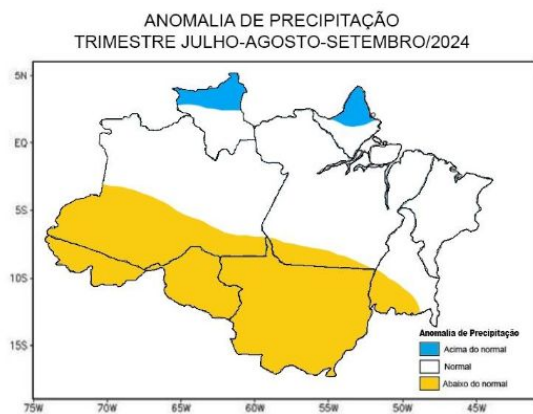 ANOMALIA DE PRECIPITAÇÃO
TRIMESTRE JULHO-AGOSTO-SETEMBRO/2024
5N
EQ
5S
10S
15S
75W
70W
65W
60W
55W
50W
45W
Anomalia de Precipitação
Acima do normal
Normal
Abaixo do normal